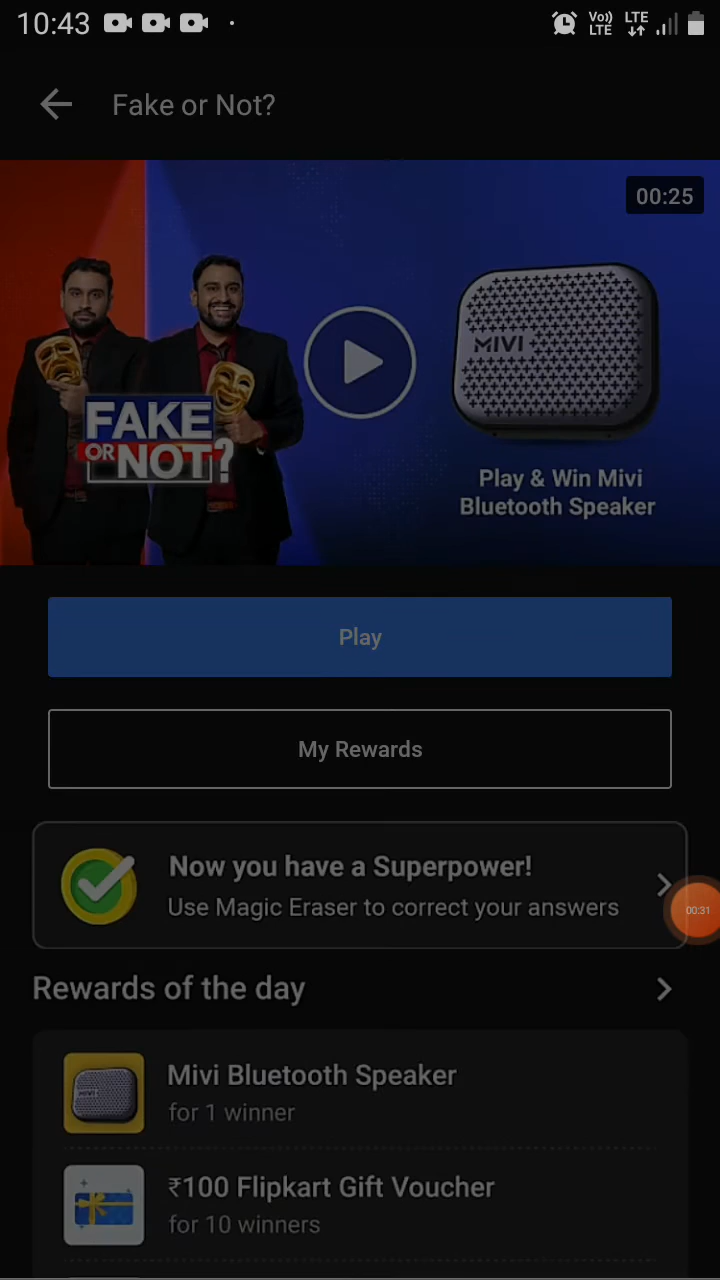 10:43
Vo))
LTE
LTE
Fake or Not?
00:25
MIVI
FAKE
OR NOT?
Play & Win Mivi
Bluetooth Speaker
Play
My Rewards
Now you have a Superpower!
Use Magic Eraser to correct your answers
00:31
Rewards of the day
MIVI
Mivi Bluetooth Speaker
for 1 winner
₹100 Flipkart Gift Voucher
for 10 winners